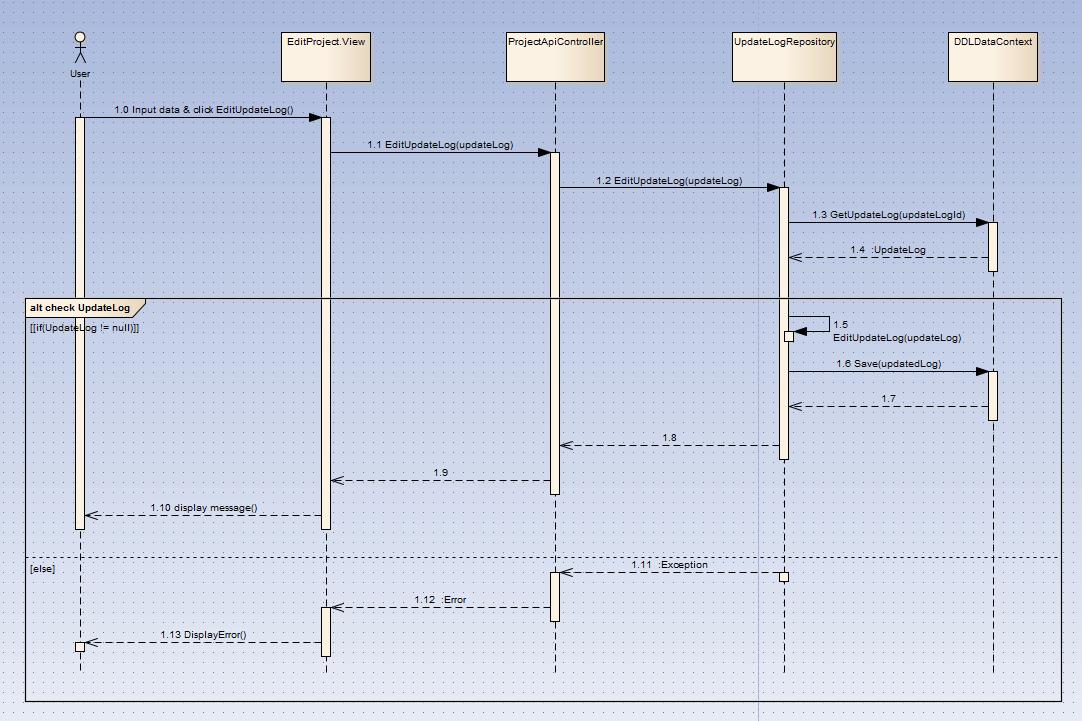 EditProject.View
ProjectApiController
UpdateLogRepository
DDLDataContext
User
1.0 Input data & click EditUpdateLog()
1.1 EditUpdateLog(updateLog)
1.2 EditUpdateLog(updateLog)
1.3 GetUpdateLog(updateLogId)
1.4 :UpdateLog
alt check UpdateLog
[[if(UpdateLog != null)]]
1.5
EditUpdateLog(updateLog)
1.6 Save(updatedLog)
1.7
1.8
1.9
1.10 display message()
[else]
1.11 :Exception
1.12 :Error
1.13 DisplayError()